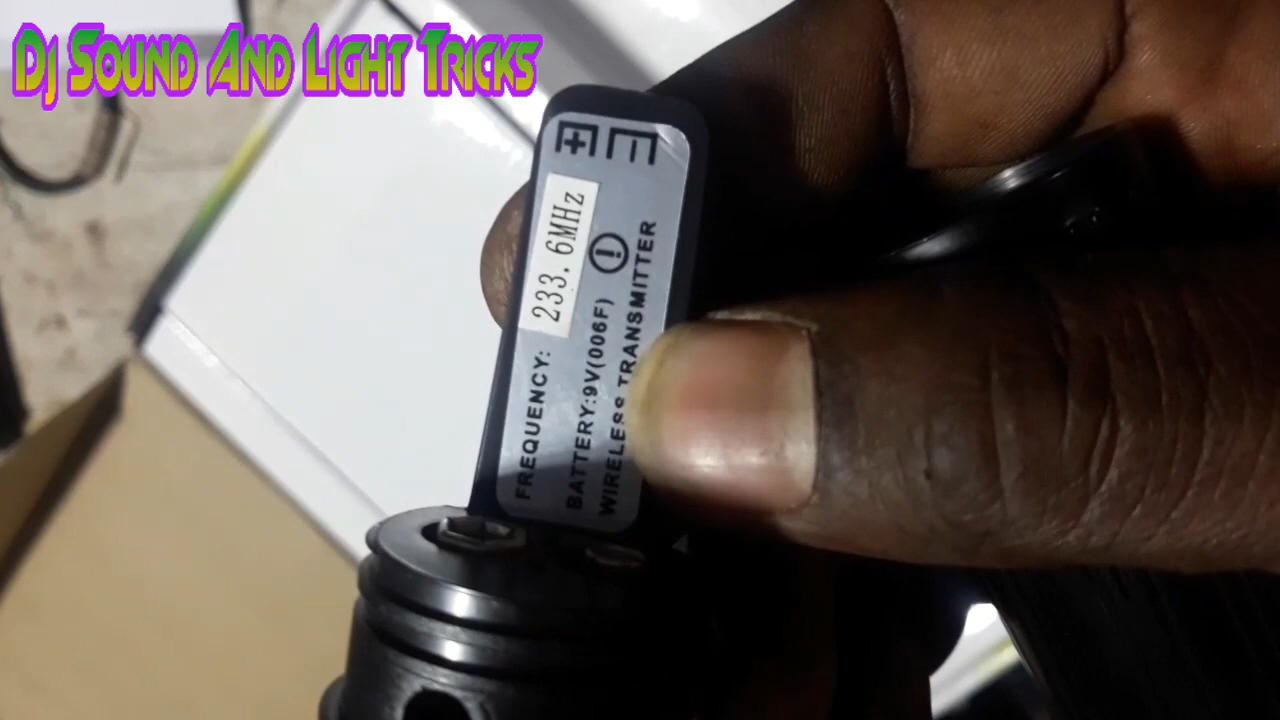 Dj Sound And Light Tricks
FREQUENCY: 233.6MHz
BATTERY:9V(006F)
WIRELESS TRANSMITTER